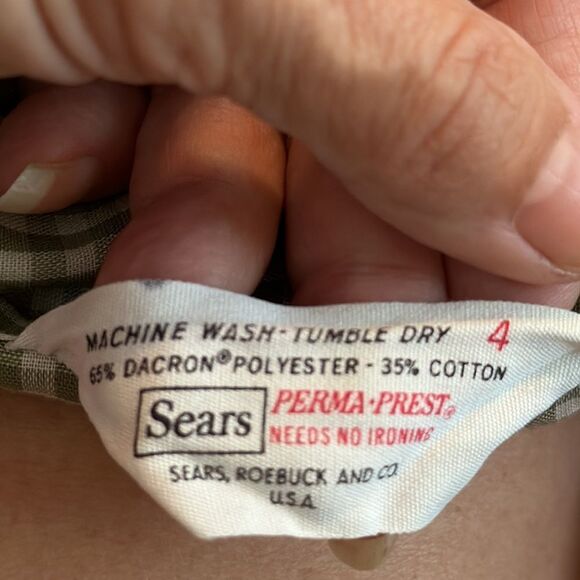 MACHINE WASH-TUMBLE DRY 4
65% DACRON® POLYESTER - 35% COTTON
Sears PERMA·PREST®
NEEDS NO IRONING
SEARS, ROEBUCK AND CO.
U.S.A.